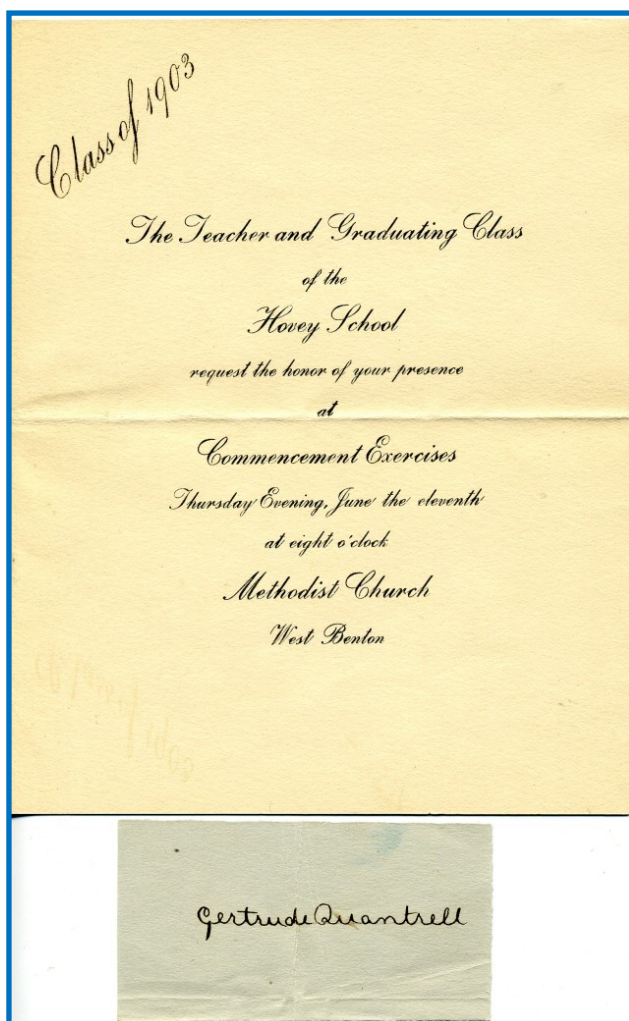 Class of 1903
The Teacher and Graduating Class
of the
Hovey School
request the honor of your presence
at
Commencement Exercises
Thursday Evening, June the eleventh
at eight o'clock
Methodist Church
West Benton
Gertrude Quantrell